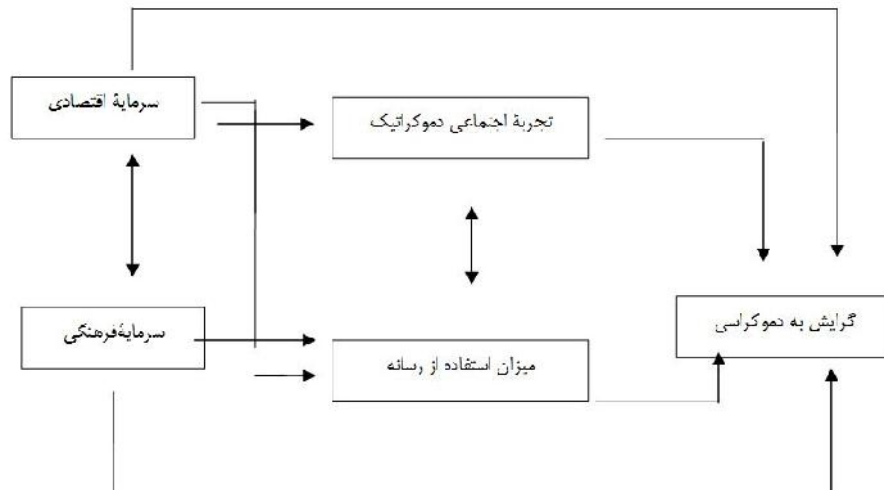 سرمایهٔ اقتصادی
تجربهٔ اجتماعی دموکراتیک
گرایش به دموکراسی
سرمایهٔفرهنگی
میزان استفاده از رسانه